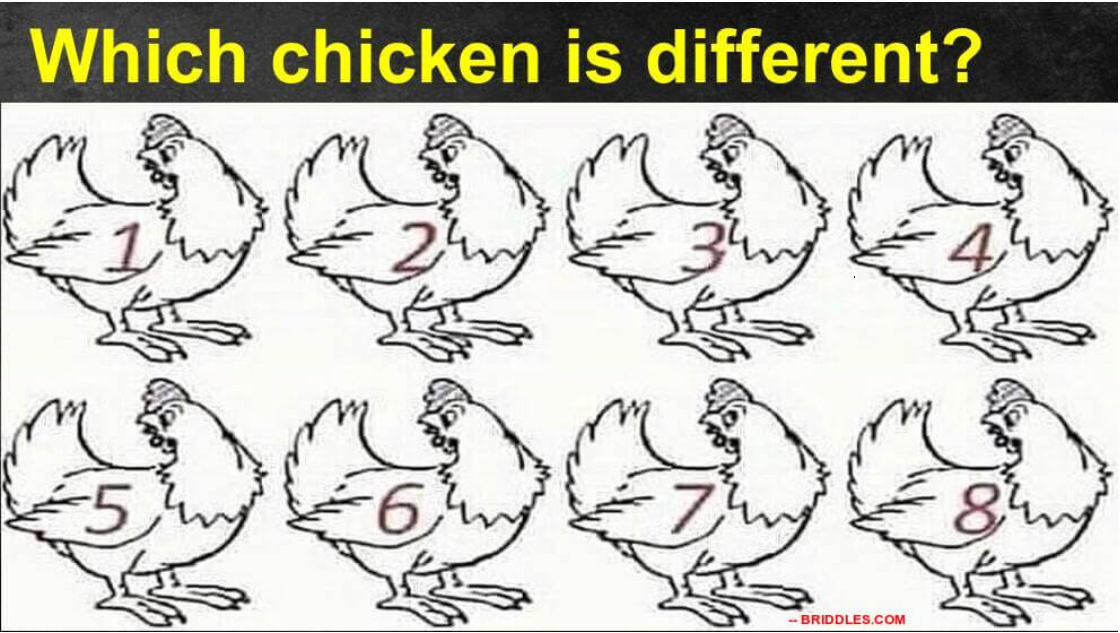 Which chicken is different?
1 2 3 4
5 6 7 8
-- BRIDDLES.COM